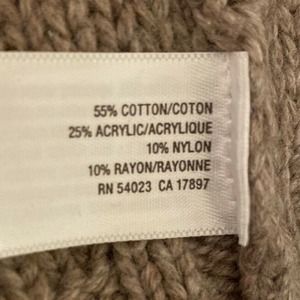 55% COTTON/COTON
25% ACRYLIC/ACRYLIQUE
10% NYLON
10% RAYON/RAYONNE
RN 54023 CA 17897